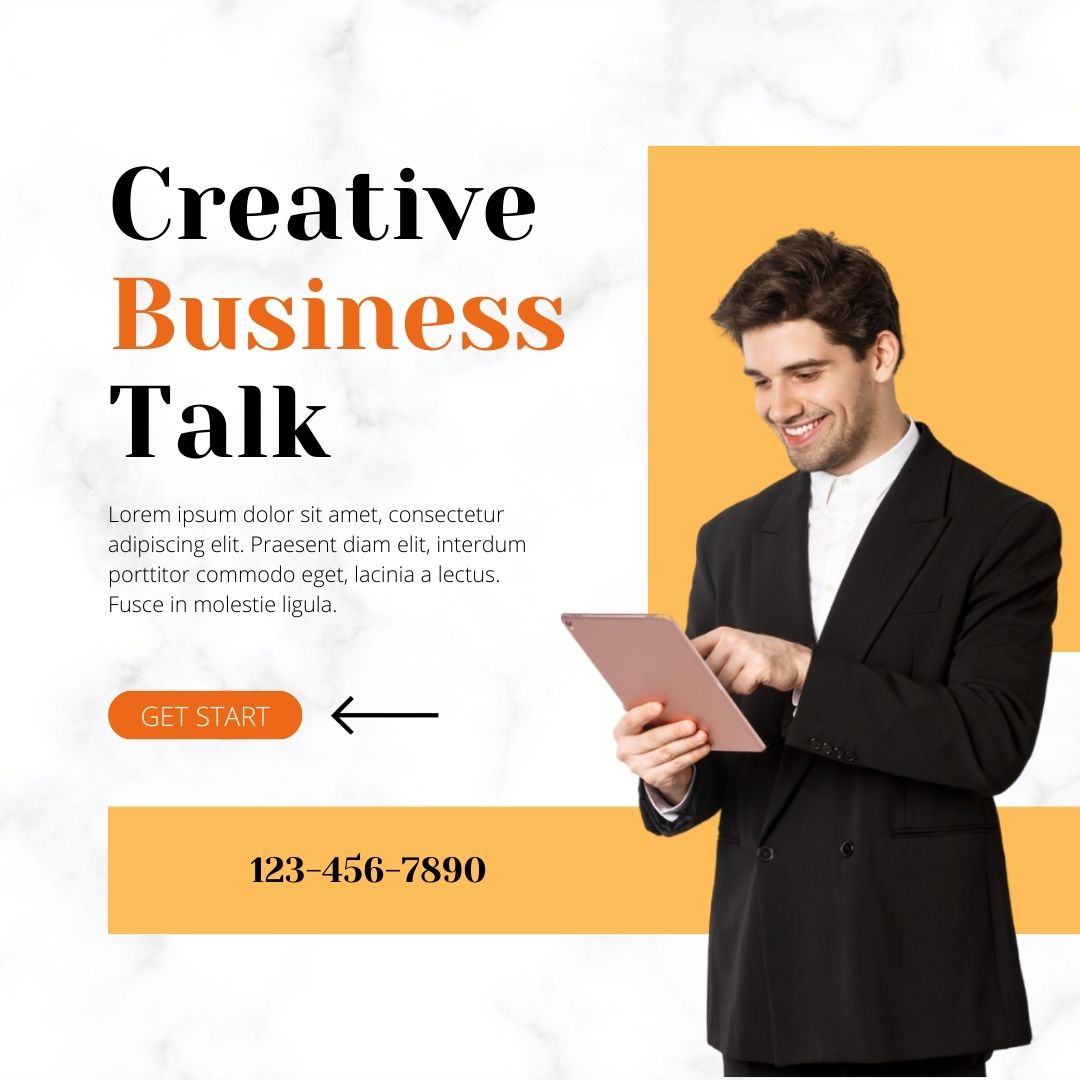 Creative
Business
Talk
Lorem ipsum dolor sit amet, consectetur
adipiscing elit. Praesent diam elit, interdum
porttitor commodo eget, lacinia a lectus.
Fusce in molestie ligula.
GET START
123-456-7890